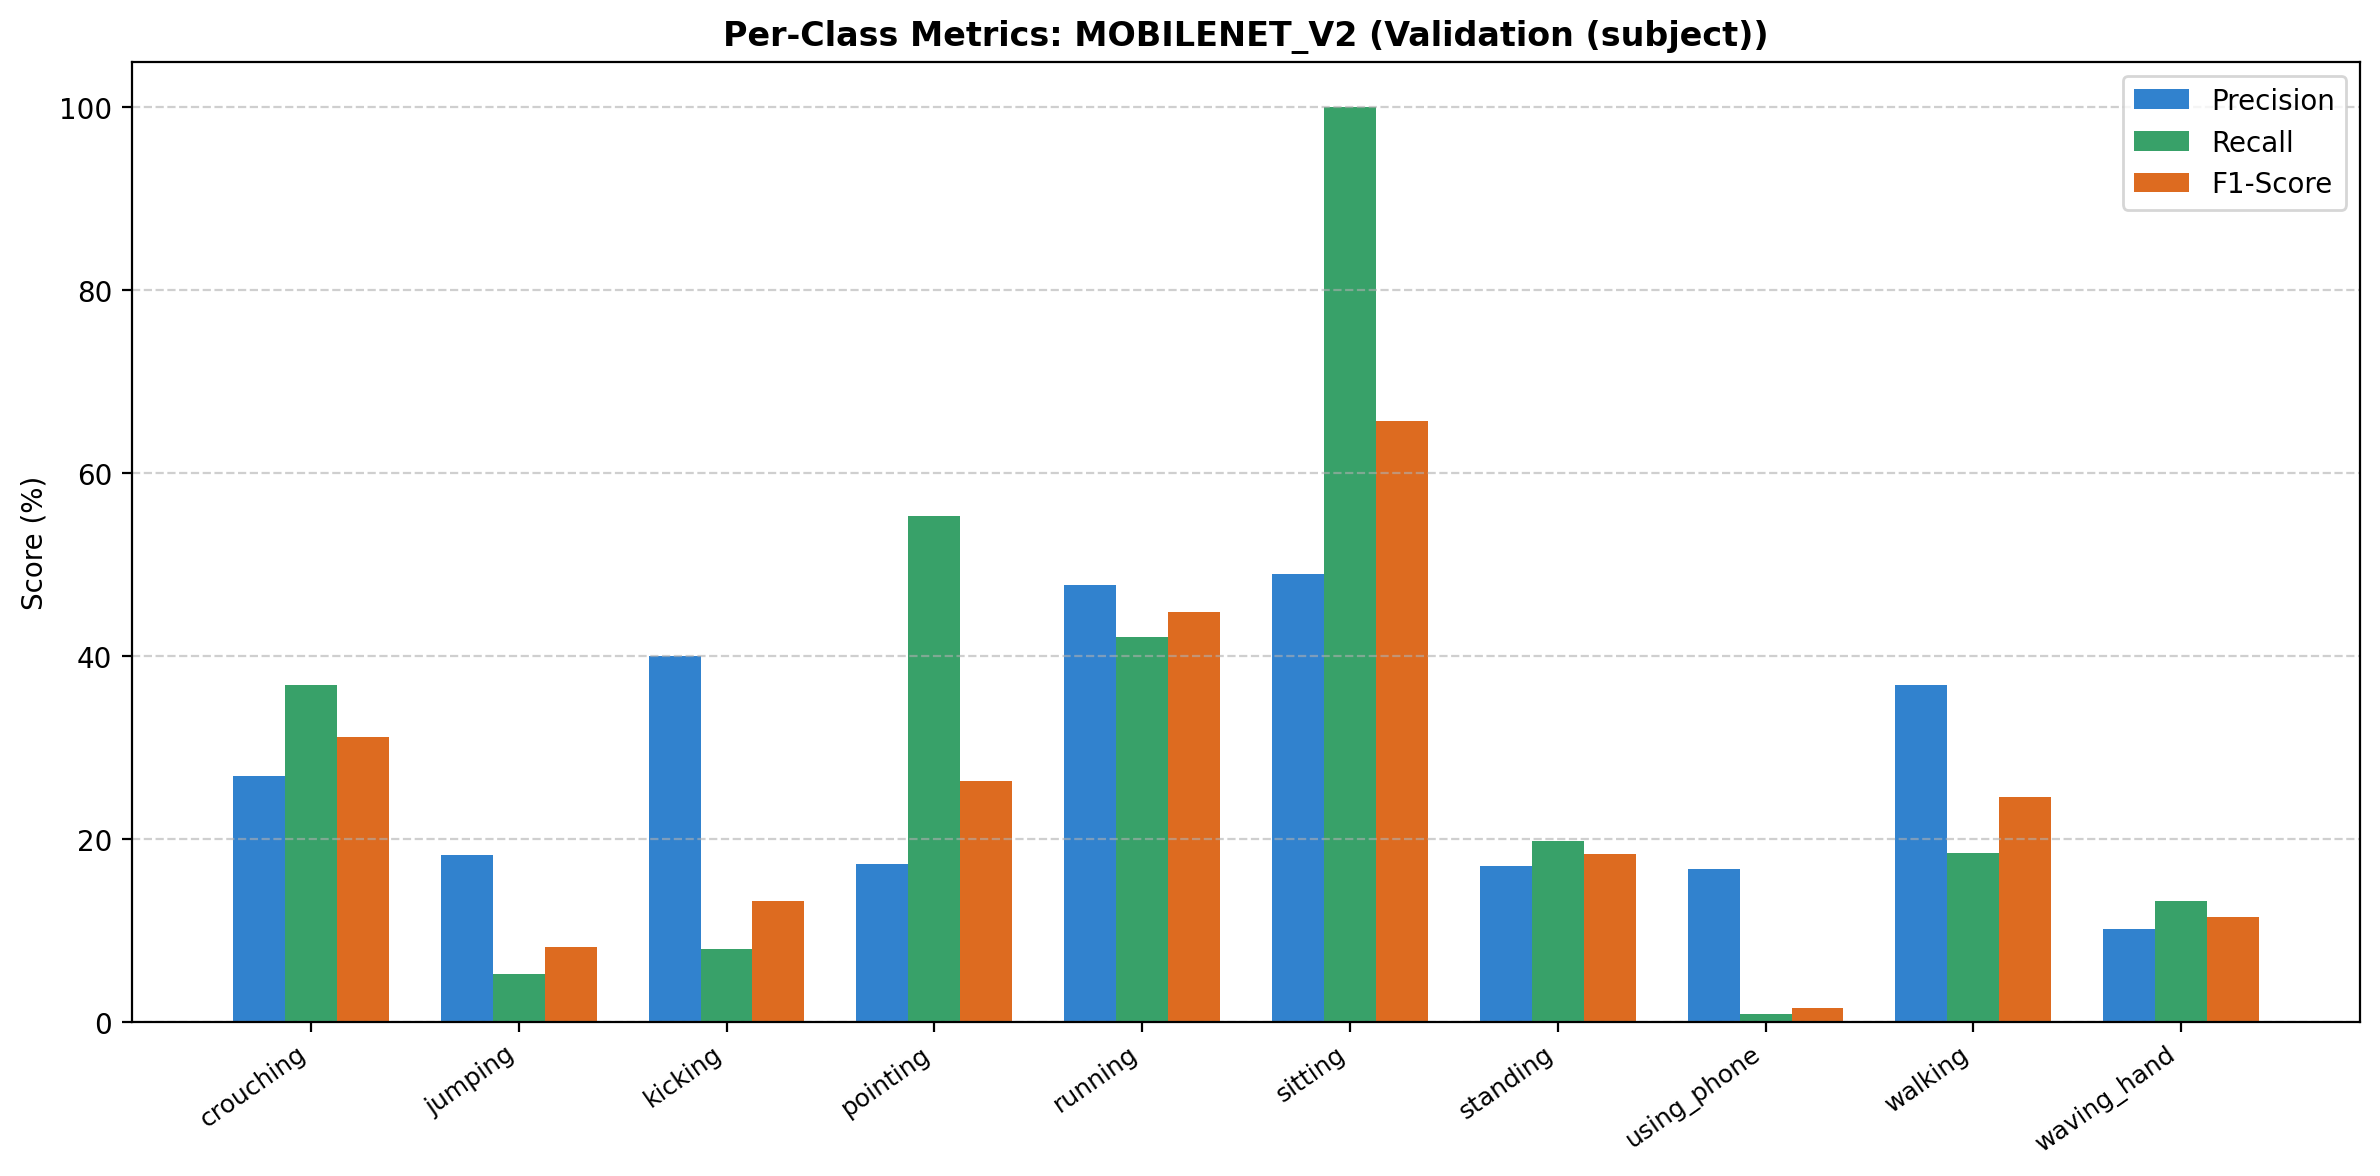 Per-Class Metrics: MOBILENET_V2 (Validation (subject))
Precision
Recall
F1-Score
Score (%)
100
80
60
40
20
0
crouching
jumping
kicking
pointing
running
sitting
standing
using_phone
walking
waving_hand